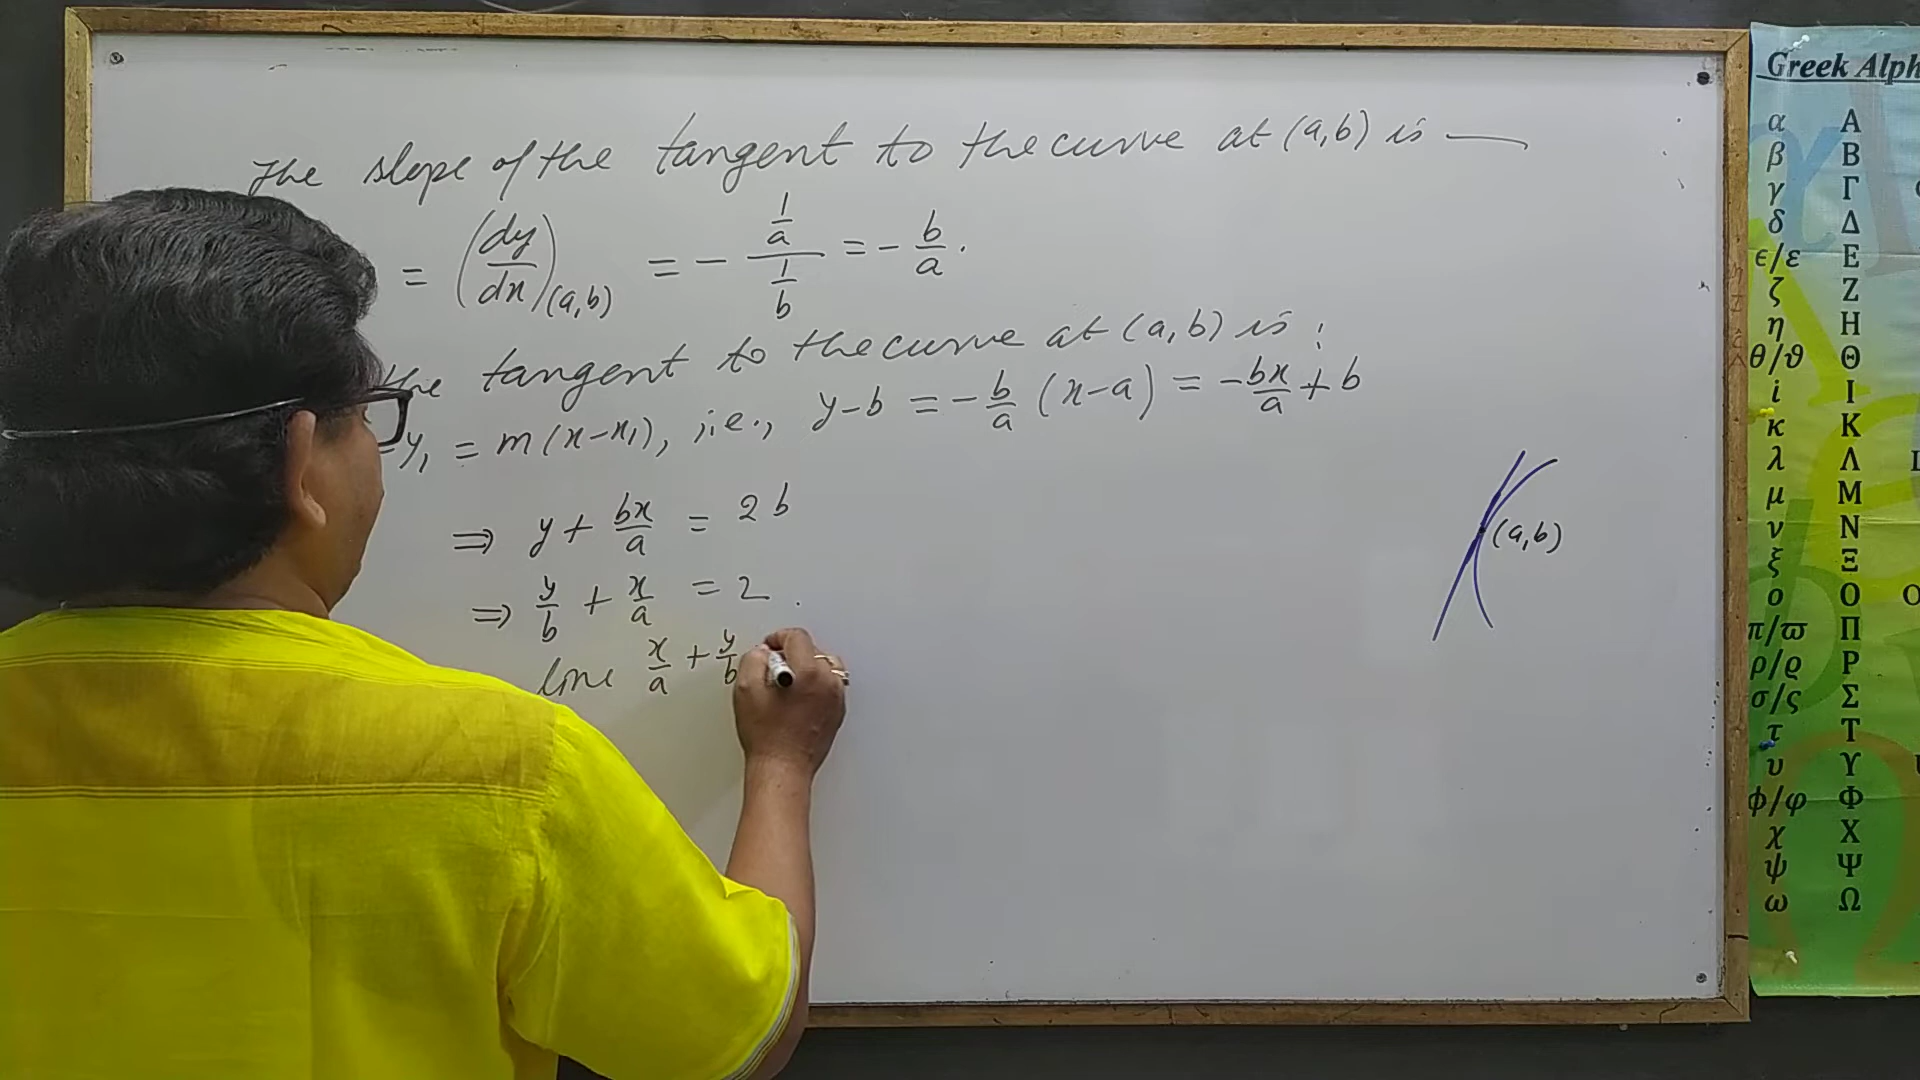 The slope of the tangent to the curve at (a,b) is —
= (dy/dx)(a,b) = - (1/a)/(1/b) = - b/a .
the tangent to the curve at (a,b) is :
y₁ = m(x-x₁), i.e., y-b = - b/a (x-a) = - bx/a + b
⇒ y + bx/a = 2b
⇒ y/b + x/a = 2 .
line x/a + y/b
(a,b)
Greek Alph
α Α
β Β
γ Γ
δ Δ
ϵ/ε Ε
ζ Ζ
η Η
θ/ϑ Θ
i Ι
κ Κ
λ Λ
μ Μ
ν Ν
ξ Ξ
ο Ο
π/ϖ Π
ρ/ϱ Ρ
σ/ς Σ
τ Τ
υ Υ
ϕ/φ Φ
χ Χ
ψ Ψ
ω Ω